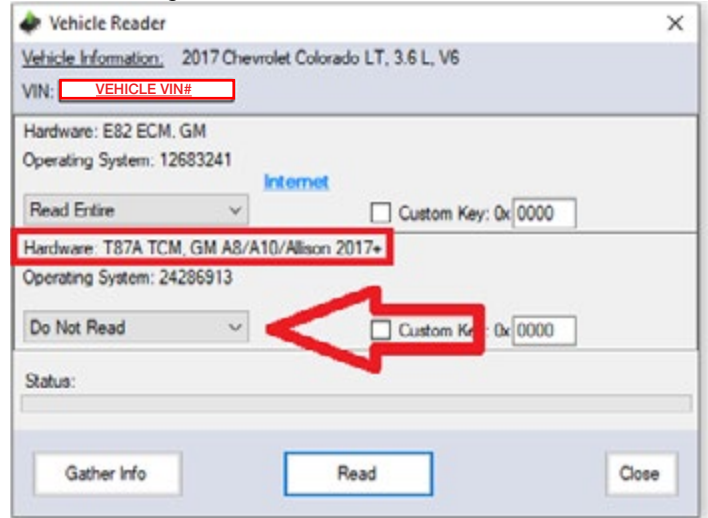 Vehicle Reader
Vehicle Information: 2017 Chevrolet Colorado LT, 3.6 L, V6
VIN: VEHICLE VIN#
Hardware: E82 ECM, GM
Operating System: 12683241
Internet
Read Entire Custom Key: 0x 0000
Hardware: T87A TCM, GM A8/A10/Allison 2017+
Operating System: 24286913
Do Not Read Custom Key: 0x 0000
Status:
Gather Info Read Close